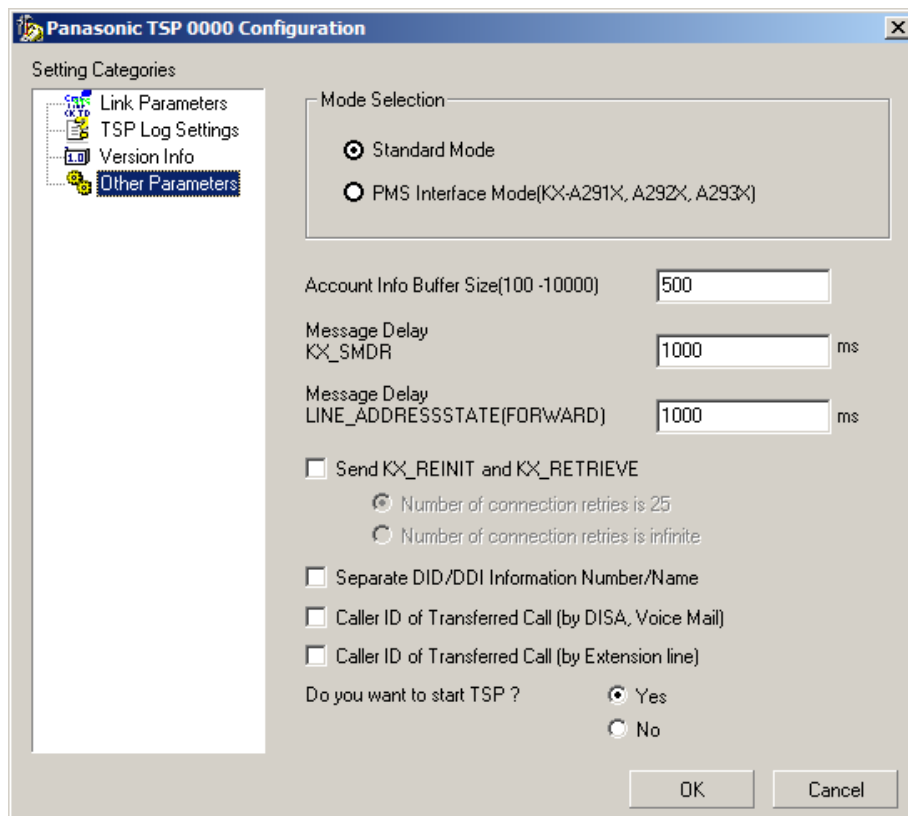 Panasonic TSP 0000 Configuration
Setting Categories
Link Parameters
TSP Log Settings
Version Info
Other Parameters
Mode Selection
Standard Mode
PMS Interface Mode(KX-A291X, A292X, A293X)
Account Info Buffer Size(100 -10000)
500
Message Delay
KX_SMDR
1000
ms
Message Delay
LINE_ADDRESSSTATE(FORWARD)
1000
ms
Send KX_REINIT and KX_RETRIEVE
Number of connection retries is 25
Number of connection retries is infinite
Separate DID/DDI Information Number/Name
Caller ID of Transferred Call (by DISA, Voice Mail)
Caller ID of Transferred Call (by Extension line)
Do you want to start TSP ?
Yes
No
OK
Cancel